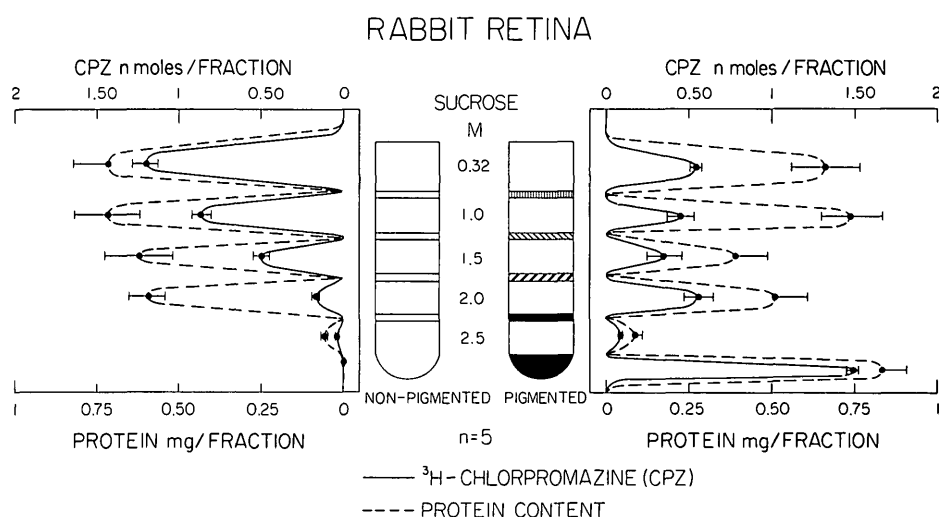 RABBIT RETINA
CPZ n moles/FRACTION
2 1.50 1 0.50 0
SUCROSE
M
0.32
1.0
1.5
2.0
2.5
NON-PIGMENTED PIGMENTED
n=5
1 0.75 0.50 0.25 0
PROTEIN mg/FRACTION
CPZ n moles/FRACTION
0 0.50 1 1.50 2
0 0.25 0.50 0.75 1
PROTEIN mg/FRACTION
³H-CHLORPROMAZINE (CPZ)
PROTEIN CONTENT